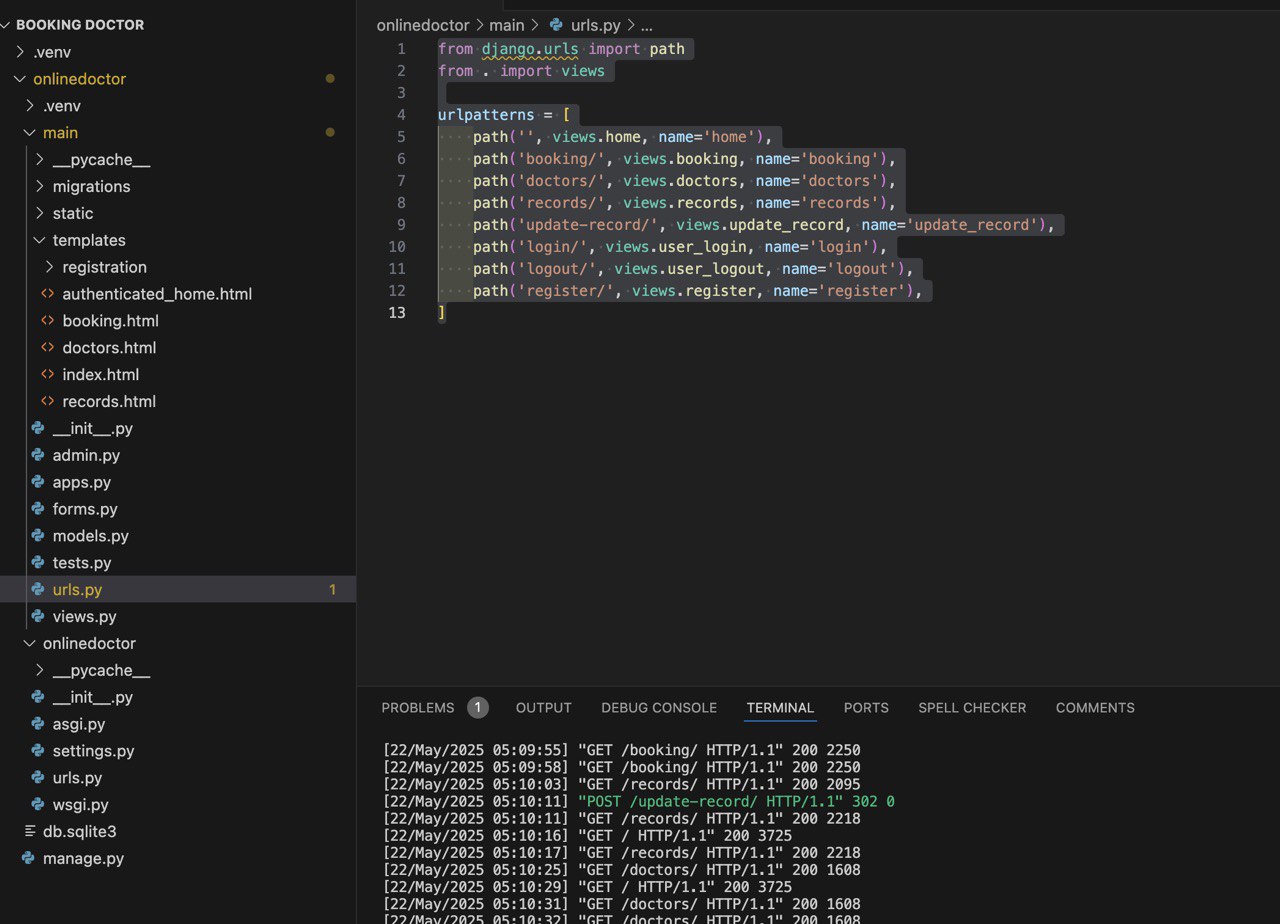 BOOKING DOCTOR
.venv
onlinedoctor
.venv
main
__pycache__
migrations
static
templates
registration
authenticated_home.html
booking.html
doctors.html
index.html
records.html
__init__.py
admin.py
apps.py
forms.py
models.py
tests.py
urls.py 1
views.py
onlinedoctor
__pycache__
__init__.py
asgi.py
settings.py
urls.py
wsgi.py
db.sqlite3
manage.py
onlinedoctor > main > urls.py > ...
1 from django.urls import path
2 from . import views
3
4 urlpatterns = [
5 path('', views.home, name='home'),
6 path('booking/', views.booking, name='booking'),
7 path('doctors/', views.doctors, name='doctors'),
8 path('records/', views.records, name='records'),
9 path('update-record/', views.update_record, name='update_record'),
10 path('login/', views.user_login, name='login'),
11 path('logout/', views.user_logout, name='logout'),
12 path('register/', views.register, name='register'),
13 ]
PROBLEMS 1 OUTPUT DEBUG CONSOLE TERMINAL PORTS SPELL CHECKER COMMENTS
[22/May/2025 05:09:55] "GET /booking/ HTTP/1.1" 200 2250
[22/May/2025 05:09:58] "GET /booking/ HTTP/1.1" 200 2250
[22/May/2025 05:10:03] "GET /records/ HTTP/1.1" 200 2095
[22/May/2025 05:10:11] "POST /update-record/ HTTP/1.1" 302 0
[22/May/2025 05:10:11] "GET /records/ HTTP/1.1" 200 2218
[22/May/2025 05:10:16] "GET / HTTP/1.1" 200 3725
[22/May/2025 05:10:17] "GET /records/ HTTP/1.1" 200 2218
[22/May/2025 05:10:25] "GET /doctors/ HTTP/1.1" 200 1608
[22/May/2025 05:10:29] "GET / HTTP/1.1" 200 3725
[22/May/2025 05:10:31] "GET /doctors/ HTTP/1.1" 200 1608
[22/May/2025 05:10:32] "GET /doctors/ HTTP/1.1" 200 1608